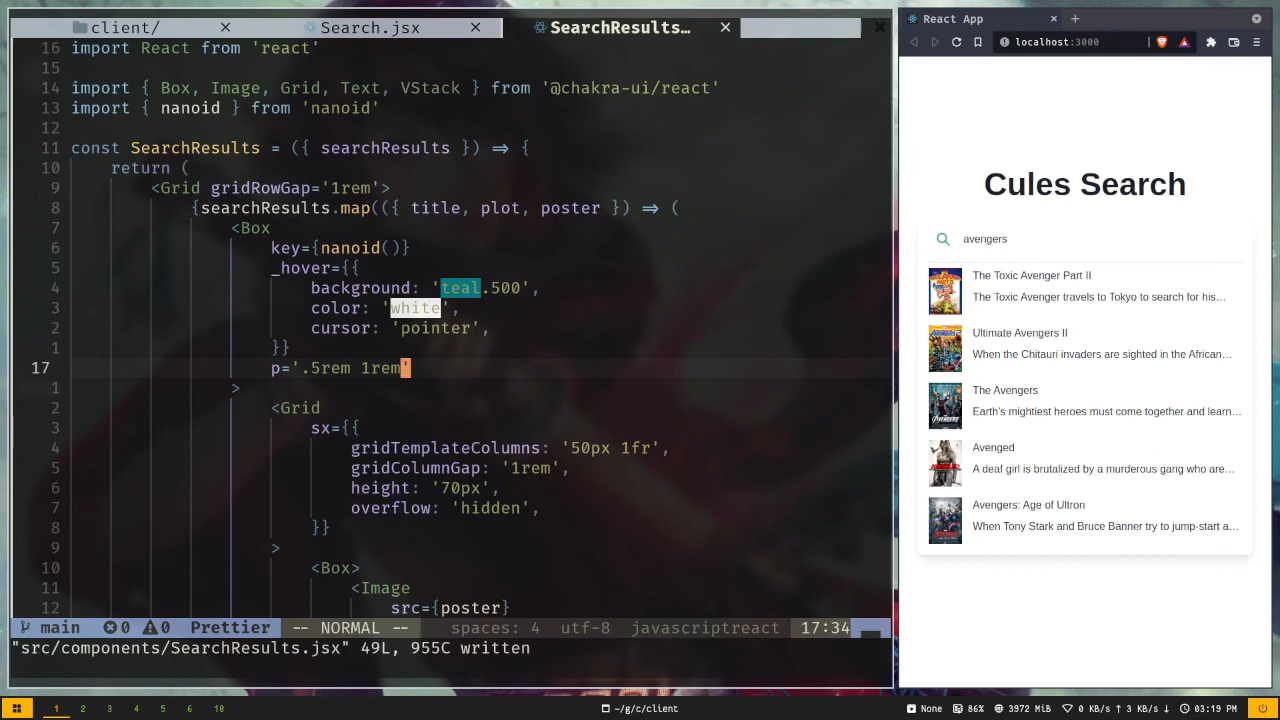 client/
Search.jsx
SearchResults…
16 import React from 'react'
15
14 import { Box, Image, Grid, Text, VStack } from '@chakra-ui/react'
13 import { nanoid } from 'nanoid'
12
11 const SearchResults = ({ searchResults }) => {
10 return (
9 <Grid gridRowGap='1rem'>
8 {searchResults.map(({ title, plot, poster }) => (
7 <Box
6 key={nanoid()}
5 _hover={{
4 background: 'teal.500',
3 color: 'white',
2 cursor: 'pointer',
1 }}
17 p='.5rem 1rem'
1 >
2 <Grid
3 sx={{
4 gridTemplateColumns: '50px 1fr',
5 gridColumnGap: '1rem',
6 height: '70px',
7 overflow: 'hidden',
8 }}
9 >
10 <Box>
11 <Image
12 src={poster}
main 0 0 Prettier -- NORMAL -- spaces: 4 utf-8 javascriptreact 17:34
"src/components/SearchResults.jsx" 49L, 955C written
React App
localhost:3000
Cules Search
avengers
The Toxic Avenger Part II
The Toxic Avenger travels to Tokyo to search for his…
Ultimate Avengers II
When the Chitauri invaders are sighted in the African…
The Avengers
Earth's mightiest heroes must come together and learn…
Avenged
A deaf girl is brutalized by a murderous gang who are…
Avengers: Age of Ultron
When Tony Stark and Bruce Banner try to jump-start a…
1 2 3 4 5 6 10
~/g/c/client
None 86% 3972 MiB 0 KB/s↑ 3 KB/s↓ 03:19 PM